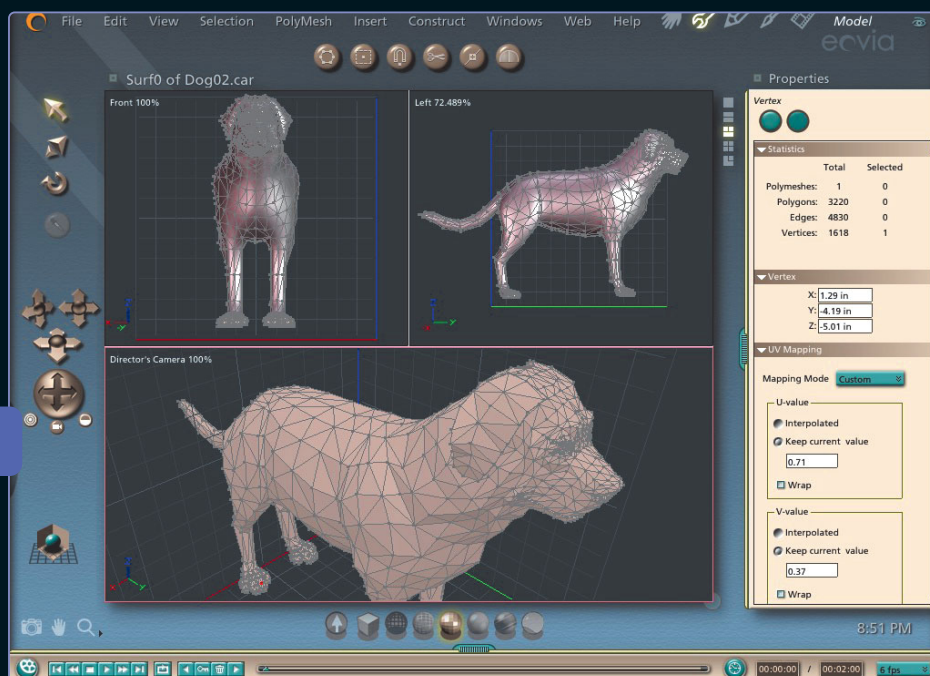 File Edit View Selection PolyMesh Insert Construct Windows Web Help Model
eovia
Surf0 of Dog02.car
Properties
Front 100%
Left 72.489%
Vertex
Statistics
Total Selected
Polymeshes: 1 0
Polygons: 3220 0
Edges: 4830 0
Vertices: 1618 1
Vertex
X: 1.29 in
Y: -4.19 in
Z: -5.01 in
UV Mapping
Director's Camera 100%
Mapping Mode Custom
U-value
Interpolated
Keep current value
0.71
Wrap
V-value
Interpolated
Keep current value
0.37
Wrap
8:51 PM
00:00:00 / 00:02:00 6 fps